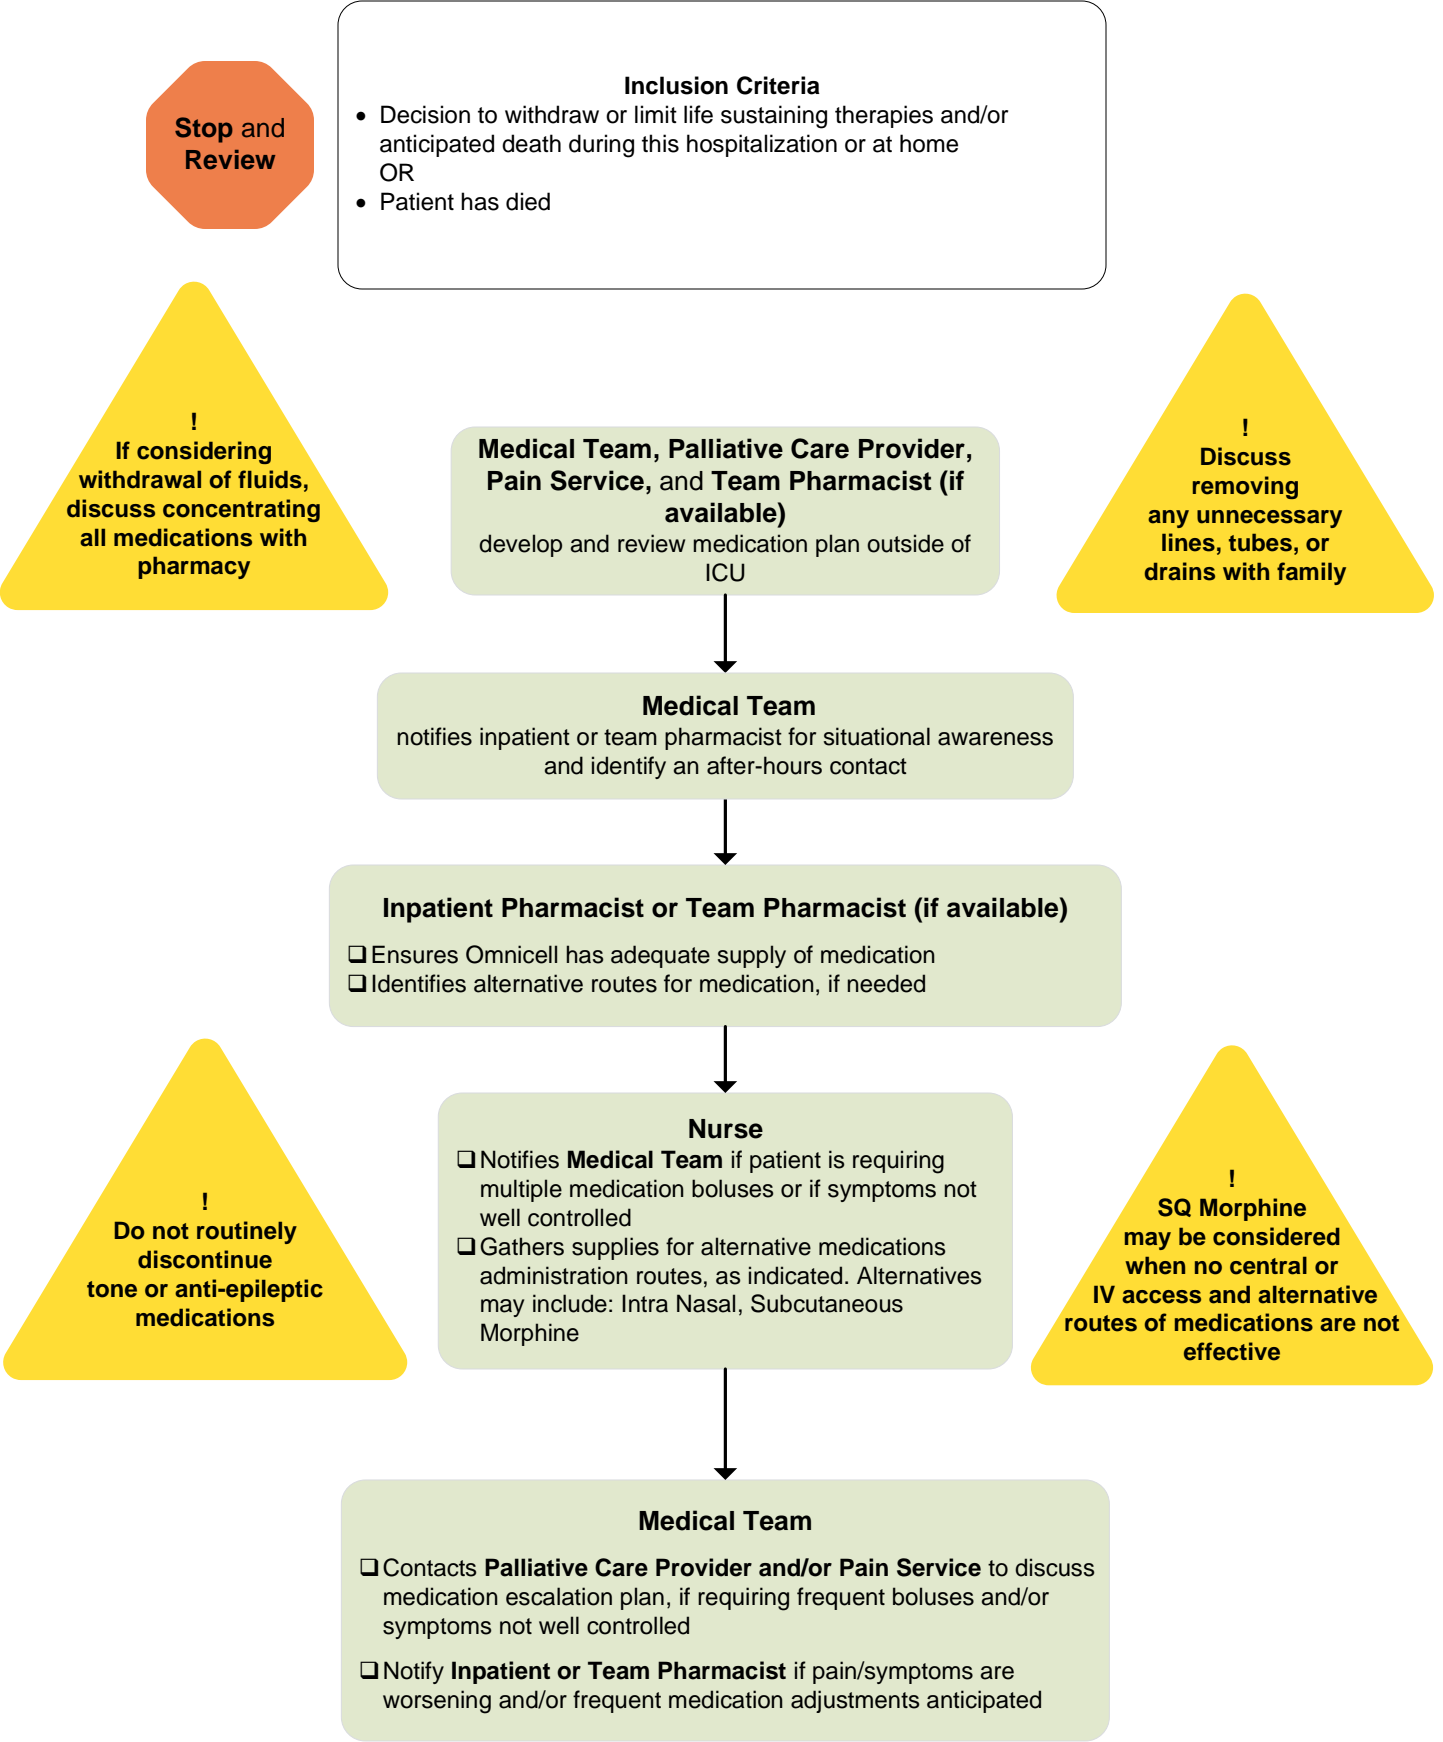 Stop and
Review
Inclusion Criteria
• Decision to withdraw or limit life sustaining therapies and/or
anticipated death during this hospitalization or at home
OR
• Patient has died
!
If considering
withdrawal of fluids,
discuss concentrating
all medications with
pharmacy
Medical Team, Palliative Care Provider,
Pain Service, and Team Pharmacist (if
available)
develop and review medication plan outside of
ICU
!
Discuss
removing
any unnecessary
lines, tubes, or
drains with family
Medical Team
notifies inpatient or team pharmacist for situational awareness
and identify an after-hours contact
Inpatient Pharmacist or Team Pharmacist (if available)
❑ Ensures Omnicell has adequate supply of medication
❑ Identifies alternative routes for medication, if needed
!
Do not routinely
discontinue
tone or anti-epileptic
medications
Nurse
❑ Notifies Medical Team if patient is requiring
multiple medication boluses or if symptoms not
well controlled
❑ Gathers supplies for alternative medications
administration routes, as indicated. Alternatives
may include: Intra Nasal, Subcutaneous
Morphine
!
SQ Morphine
may be considered
when no central or
IV access and alternative
routes of medications are not
effective
Medical Team
❑ Contacts Palliative Care Provider and/or Pain Service to discuss
medication escalation plan, if requiring frequent boluses and/or
symptoms not well controlled
❑ Notify Inpatient or Team Pharmacist if pain/symptoms are
worsening and/or frequent medication adjustments anticipated